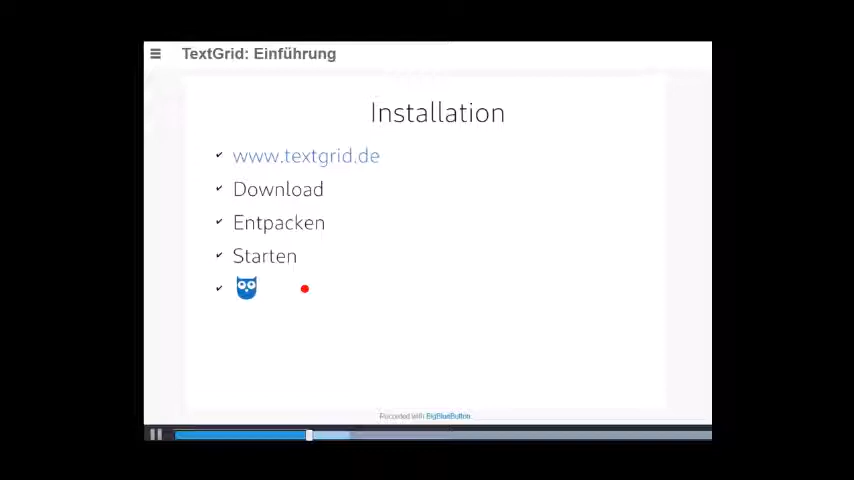 TextGrid: Einführung
Installation
www.textgrid.de
Download
Entpacken
Starten
Recorded with BigBlueButton.